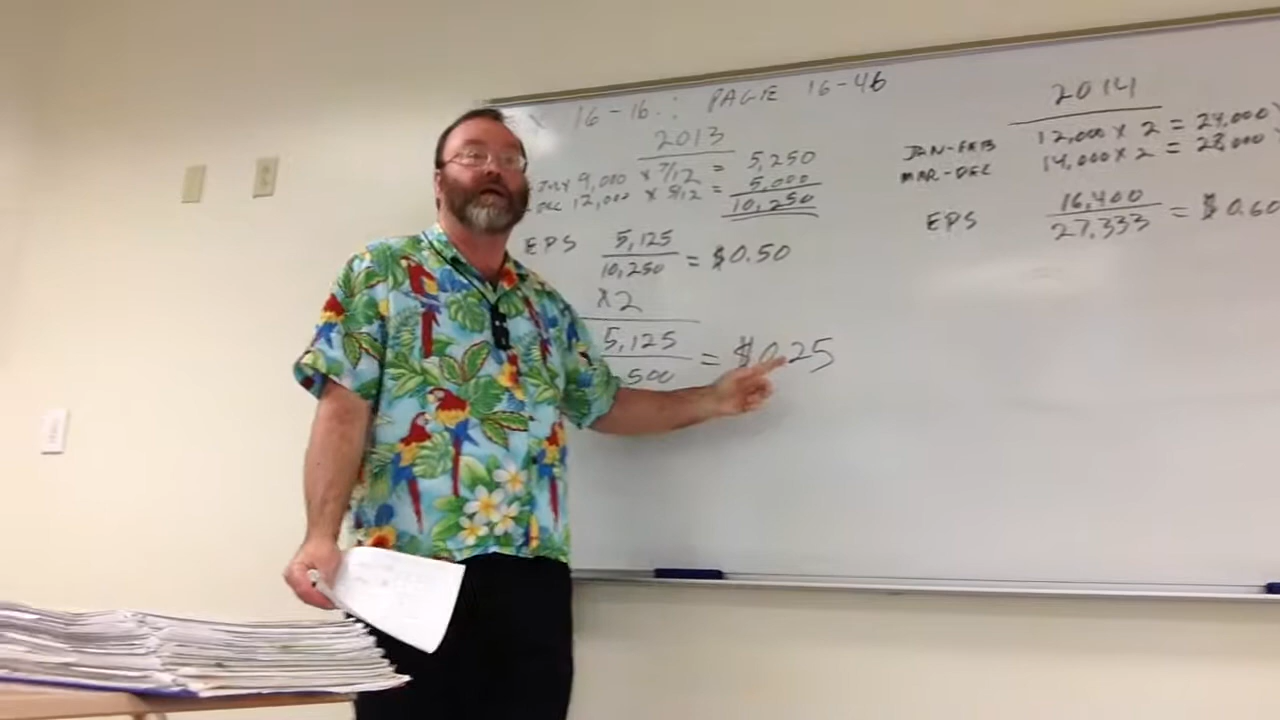 16-16: PAGE 16-46
2013
JULY 9,000 x 7/12 = 5,250
DEC 12,000 x 5/12 = 5,000
10,250
EPS 5,125
10,250 = $0.50
x2
5,125
500 = $0.25
2014
JAN-FEB 12,000 x 2 = 24,000
MAR-DEC 14,000 x 2 = 28,000
EPS 16,400
27,333 = $0.60